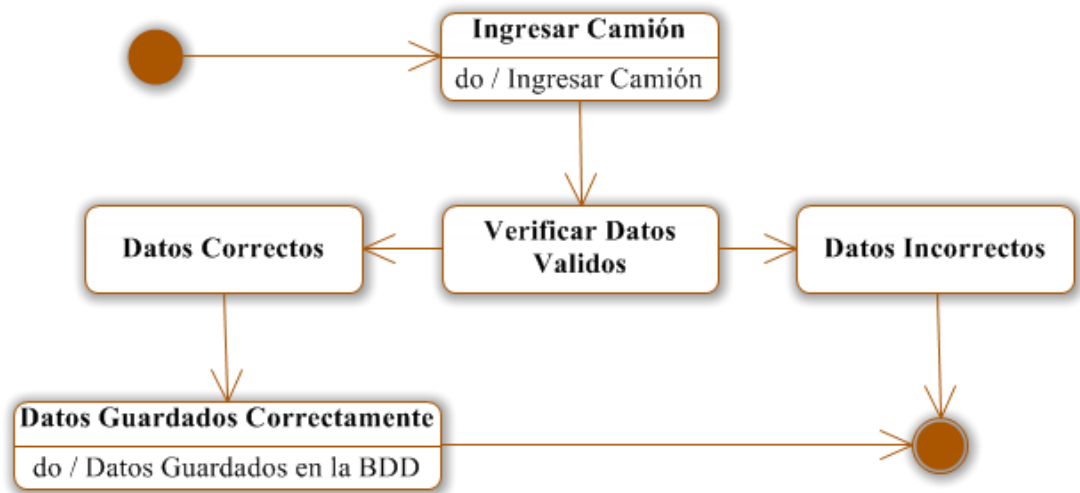 Ingresar Camión
do / Ingresar Camión
Datos Correctos
Verificar Datos
Validos
Datos Incorrectos
Datos Guardados Correctamente
do / Datos Guardados en la BDD